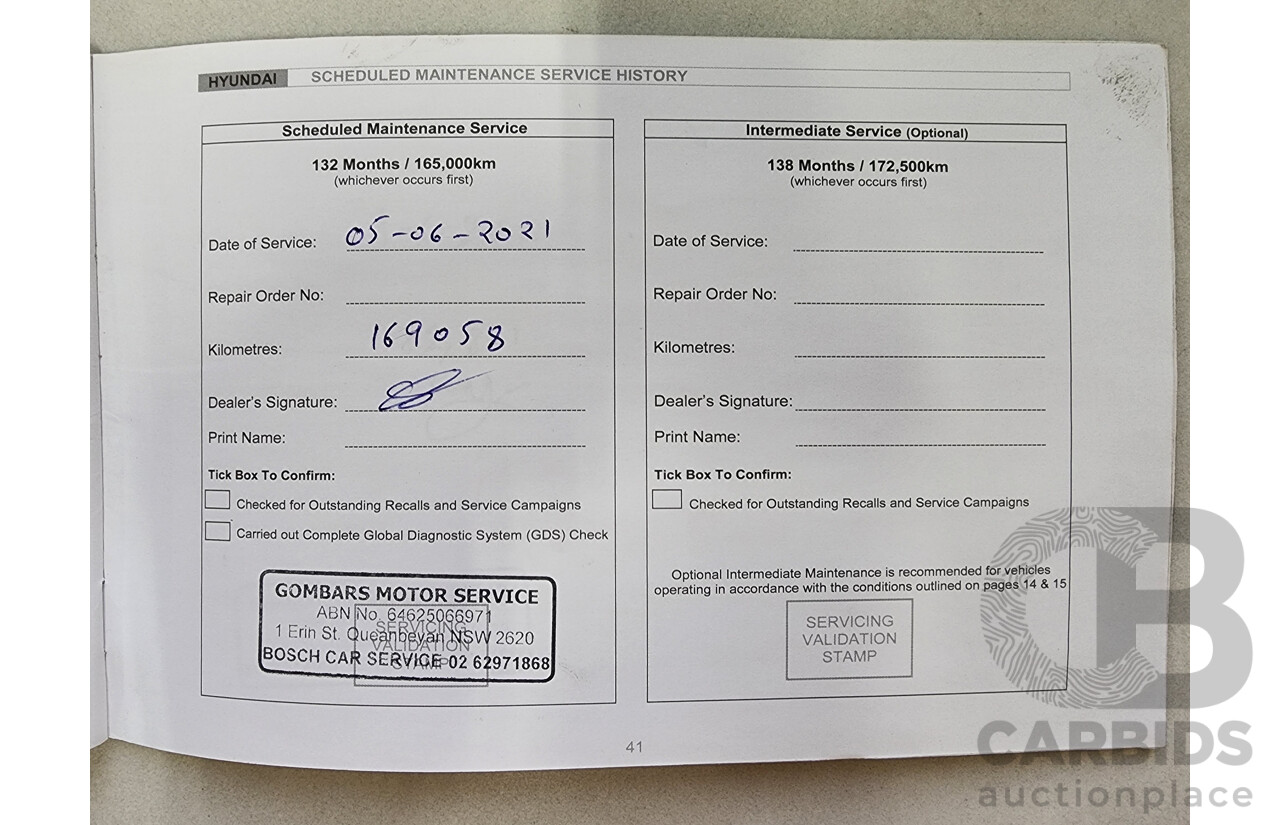 HYUNDAI SCHEDULED MAINTENANCE SERVICE HISTORY
Scheduled Maintenance Service
132 Months / 165,000km
(whichever occurs first)
Date of Service: 05-06-2021
Repair Order No:
Kilometres: 169058
Dealer's Signature:
Print Name:
Tick Box To Confirm:
Checked for Outstanding Recalls and Service Campaigns
Carried out Complete Global Diagnostic System (GDS) Check
GOMBARS MOTOR SERVICE
ABN No. 64625066971
1 Erin St. Queanbeyan NSW 2620
BOSCH CAR SERVICE 02 62971868
SERVICING
VALIDATION
STAMP
Intermediate Service (Optional)
138 Months / 172,500km
(whichever occurs first)
Date of Service:
Repair Order No:
Kilometres:
Dealer's Signature:
Print Name:
Tick Box To Confirm:
Checked for Outstanding Recalls and Service Campaigns
Optional Intermediate Maintenance is recommended for vehicles
operating in accordance with the conditions outlined on pages 14 & 15
SERVICING
VALIDATION
STAMP
41
CB
CARBIDS
auctionplace